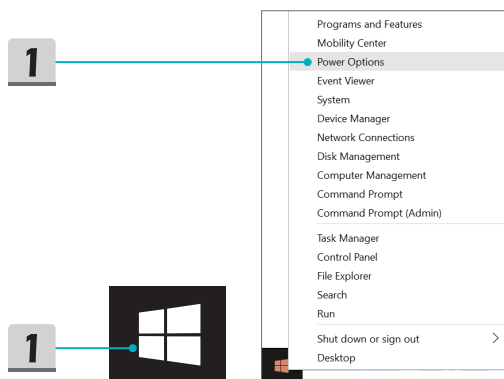 1
Programs and Features
Mobility Center
Power Options
Event Viewer
System
Device Manager
Network Connections
Disk Management
Computer Management
Command Prompt
Command Prompt (Admin)
Task Manager
Control Panel
File Explorer
Search
Run
Shut down or sign out
Desktop
1